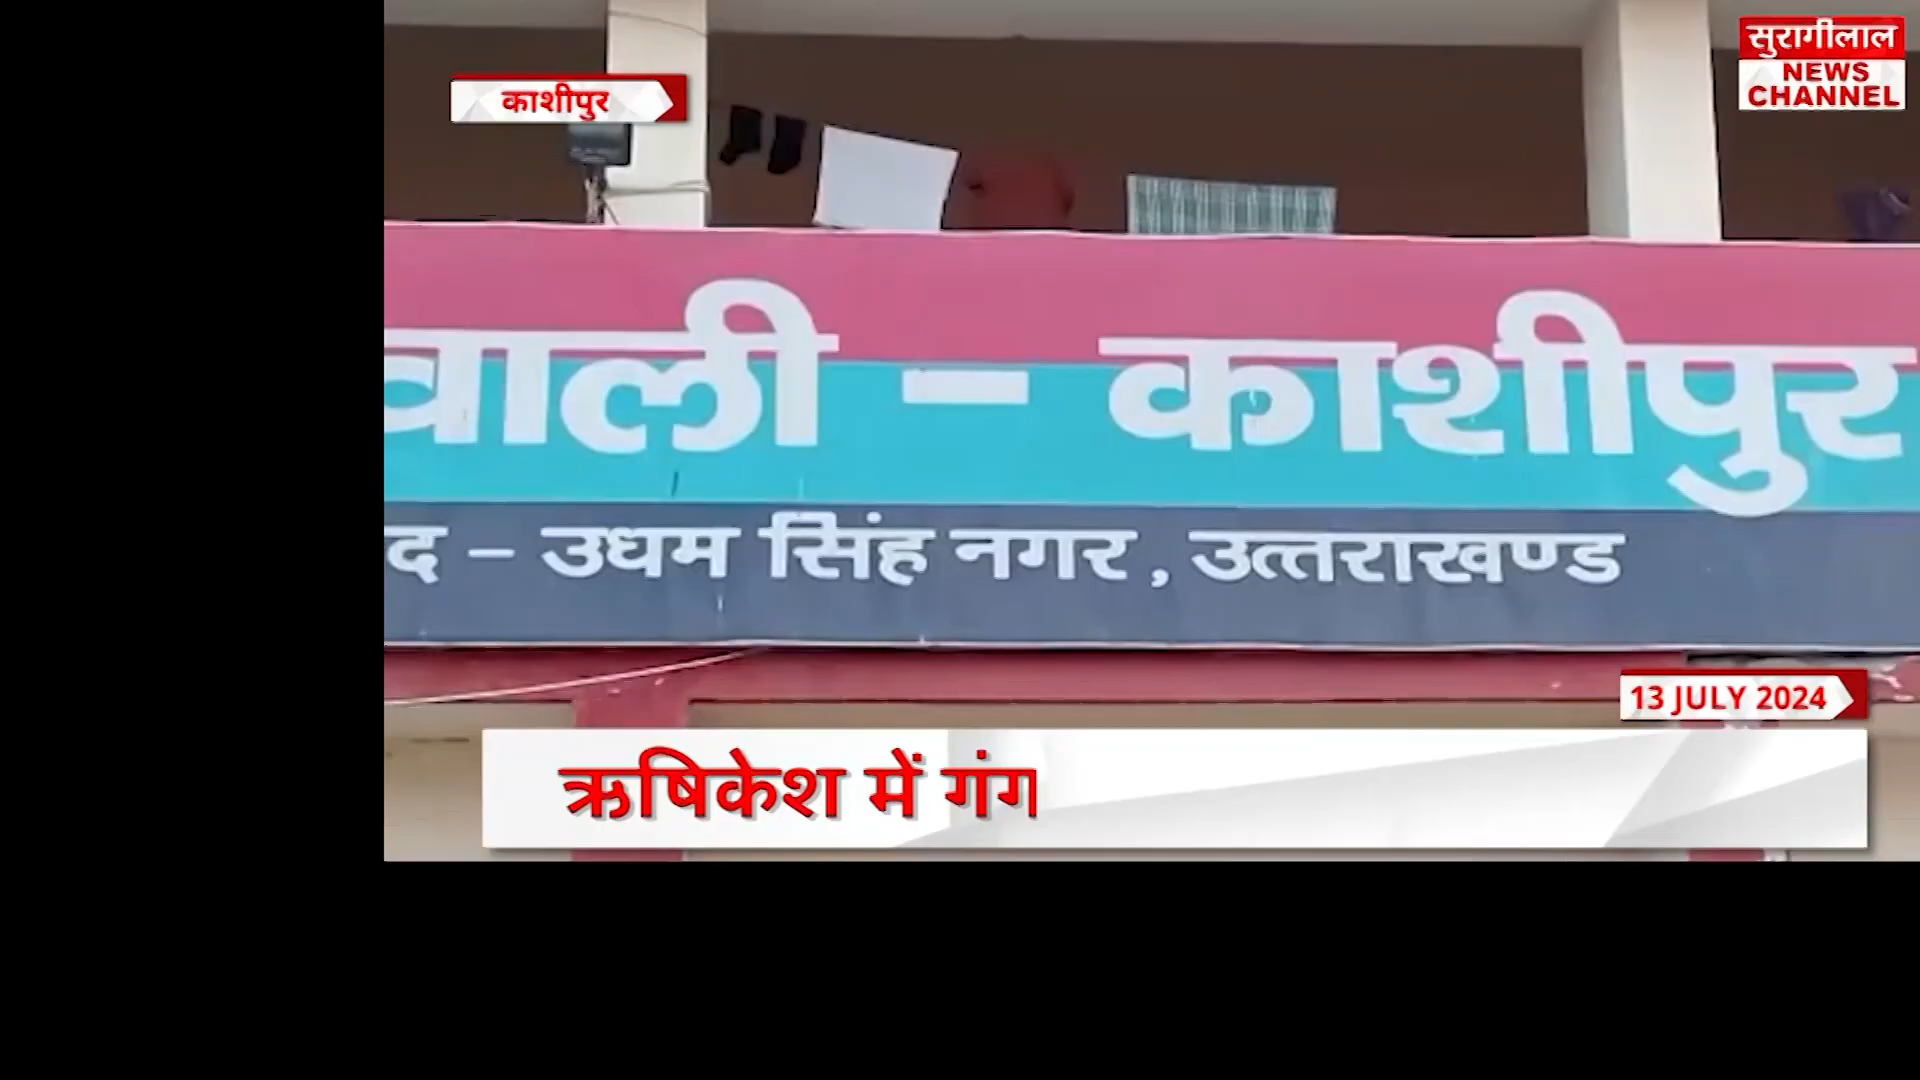 सुरागीलाल
NEWS
CHANNEL
काशीपुर
वाली – काशीपुर
द – उधम सिंह नगर, उत्तराखण्ड
13 JULY 2024
ऋषिकेश में गंग